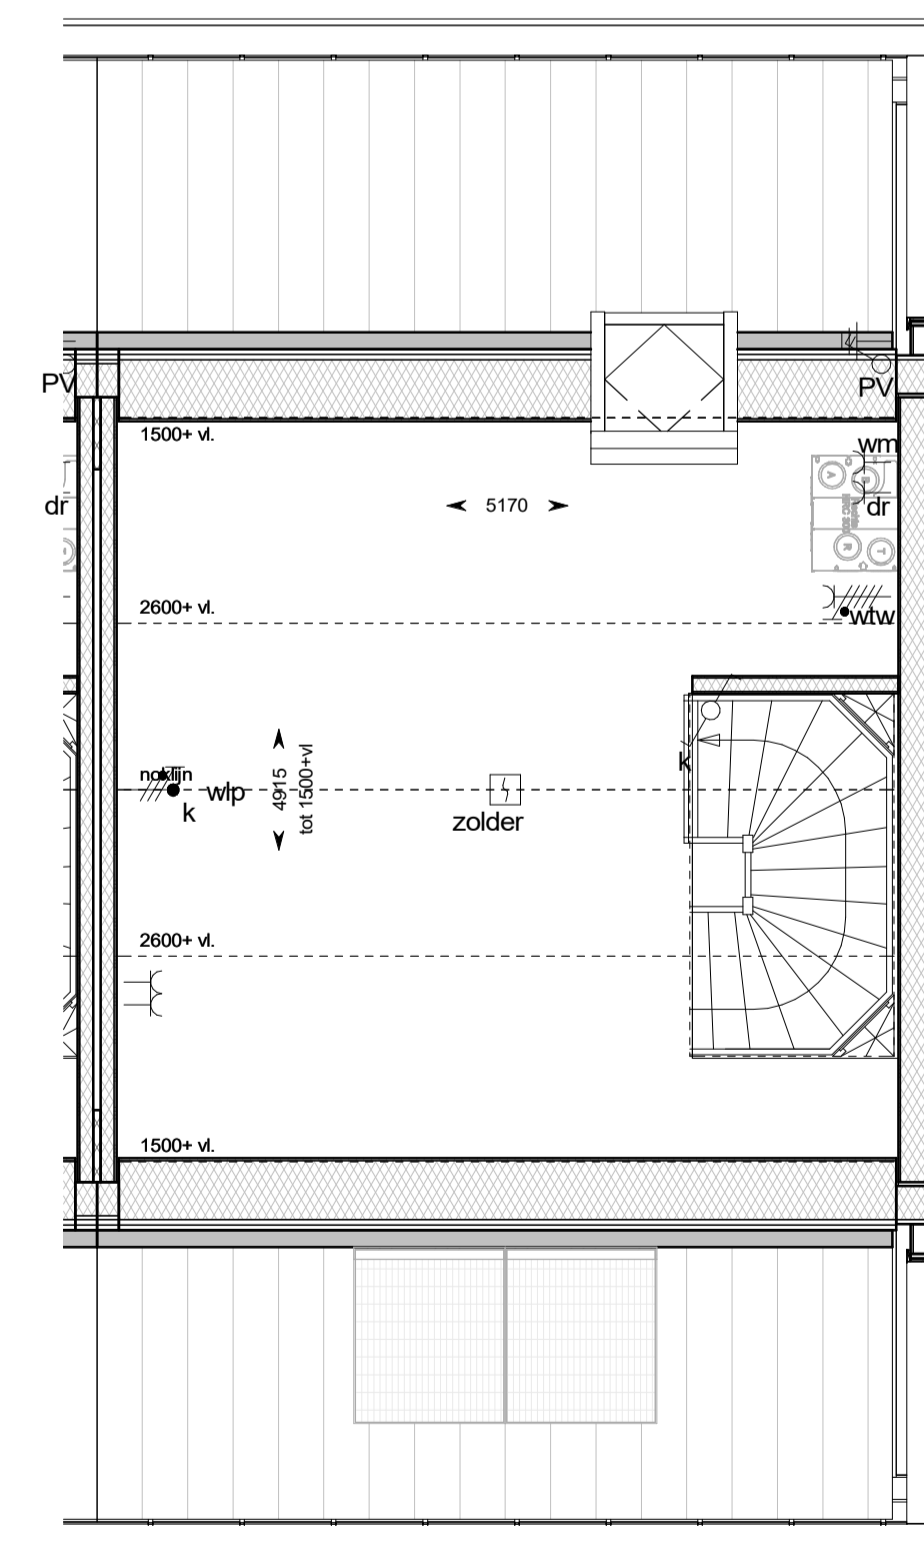 PV
PV
1500+ vl.
wm
dr
5170
dr
A
R
T
2600+ vl.
wtw
noklijn
k
wlp
4915
tot 1500+vl
k
zolder
2600+ vl.
1500+ vl.